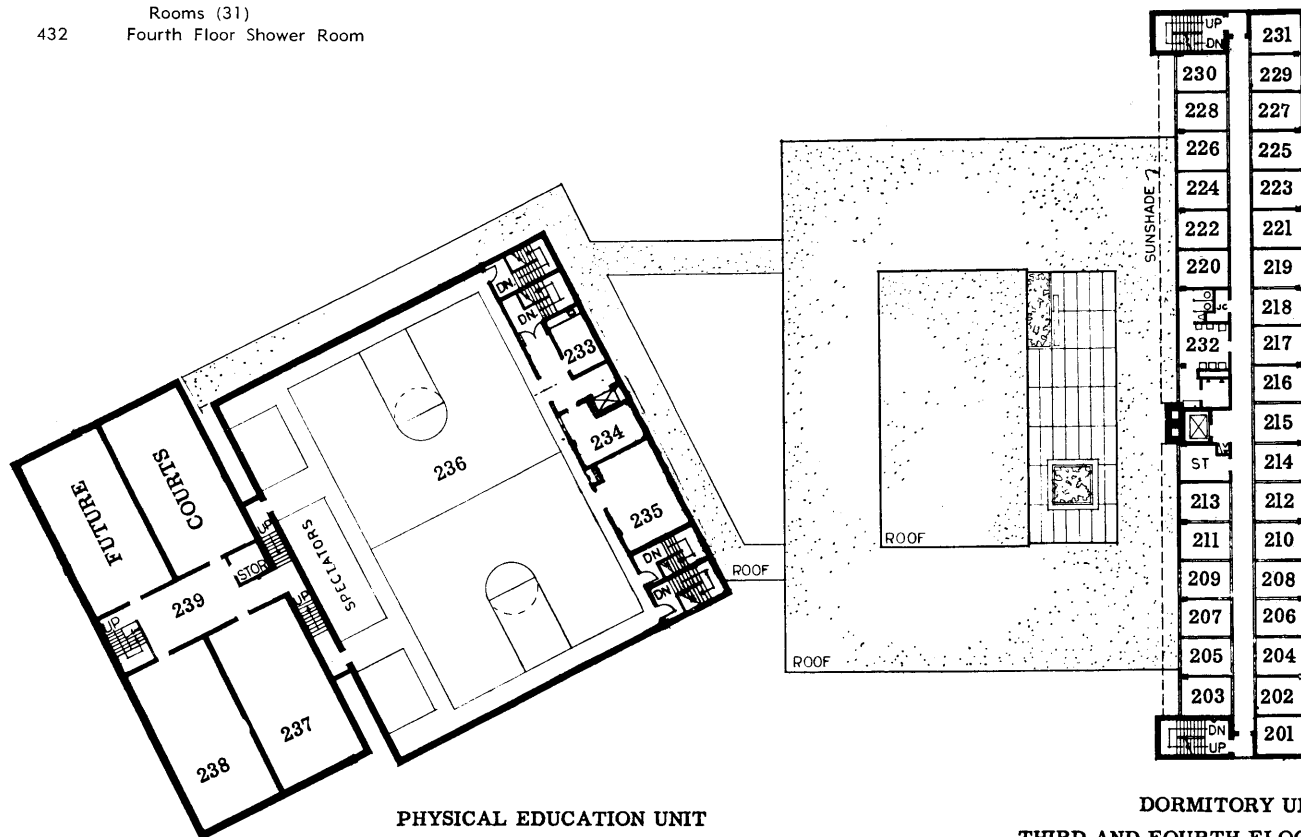 Rooms (31)
432 Fourth Floor Shower Room
UP
DN
231
230 229
228 227
226 225
224 223
222 221
220 219
218
JC
232 217
216
215
ST 214
213 212
211 210
209 208
207 206
205 204
203 202
201
DN
UP
SUNSHADE
ROOF
ROOF
ROOF
DN
DN
233
234
235
236
DN
DN
SPECTATORS
FUTURE
COURTS
UP
STOR
239
UP
UP
237
238
PHYSICAL EDUCATION UNIT
DORMITORY
THIRD AND FOURTH